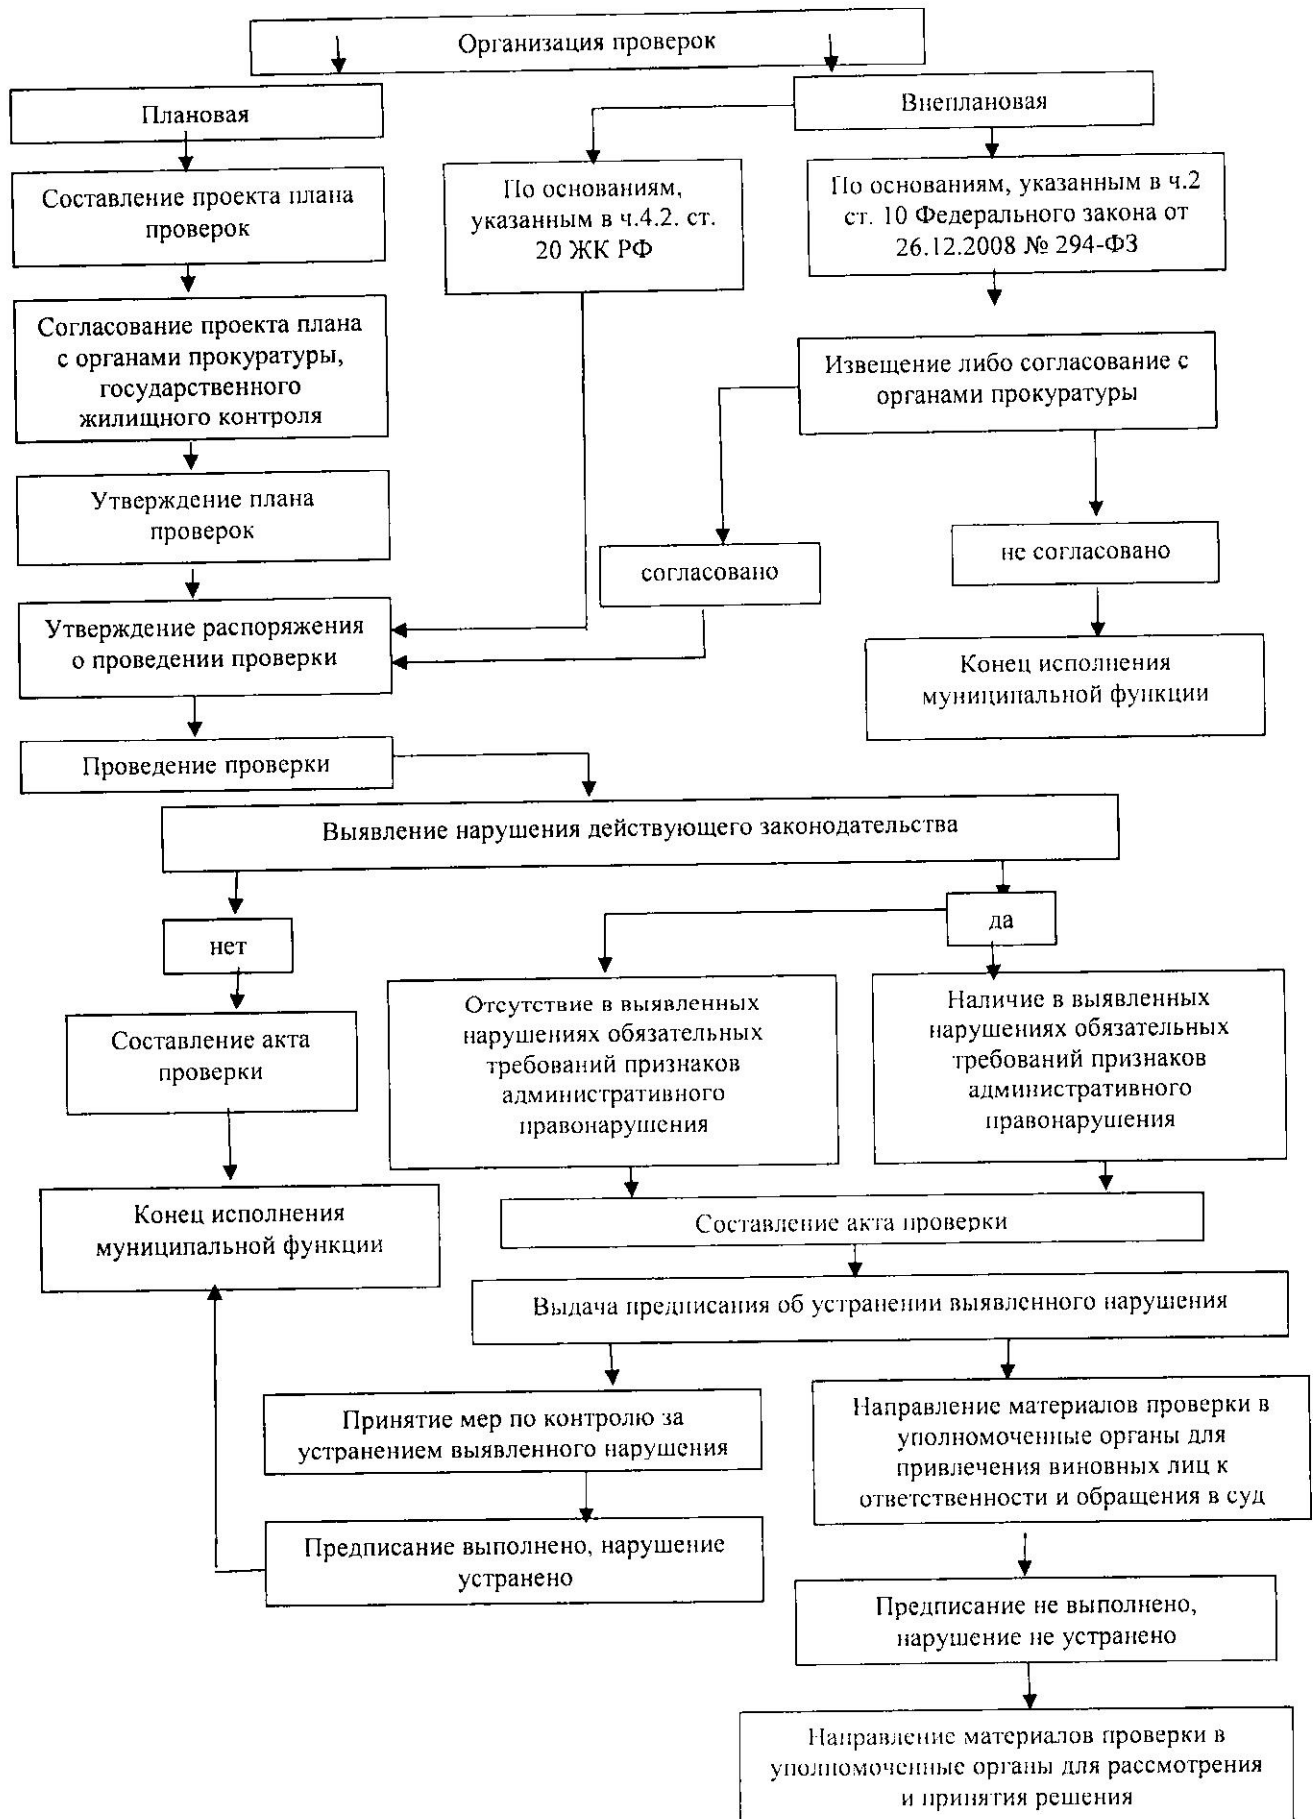 Организация проверок
Плановая
Внеплановая
Составление проекта плана
проверок
По основаниям,
указанным в ч.4.2. ст.
20 ЖК РФ
По основаниям, указанным в ч.2
ст. 10 Федерального закона от
26.12.2008 № 294-ФЗ
Согласование проекта плана
с органами прокуратуры,
государственного
жилищного контроля
Извещение либо согласование с
органами прокуратуры
Утверждение плана
проверок
согласовано
не согласовано
Утверждение распоряжения
о проведении проверки
Конец исполнения
муниципальной функции
Проведение проверки
Выявление нарушения действующего законодательства
нет
да
Составление акта
проверки
Отсутствие в выявленных
нарушениях обязательных
требований признаков
административного
правонарушения
Наличие в выявленных
нарушениях обязательных
требований признаков
административного
правонарушения
Конец исполнения
муниципальной функции
Составление акта проверки
Выдача предписания об устранении выявленного нарушения
Принятие мер по контролю за
устранением выявленного нарушения
Направление материалов проверки в
уполномоченные органы для
привлечения виновных лиц к
ответственности и обращения в суд
Предписание выполнено, нарушение
устранено
Предписание не выполнено,
нарушение не устранено
Направление материалов проверки в
уполномоченные органы для рассмотрения
и принятия решения